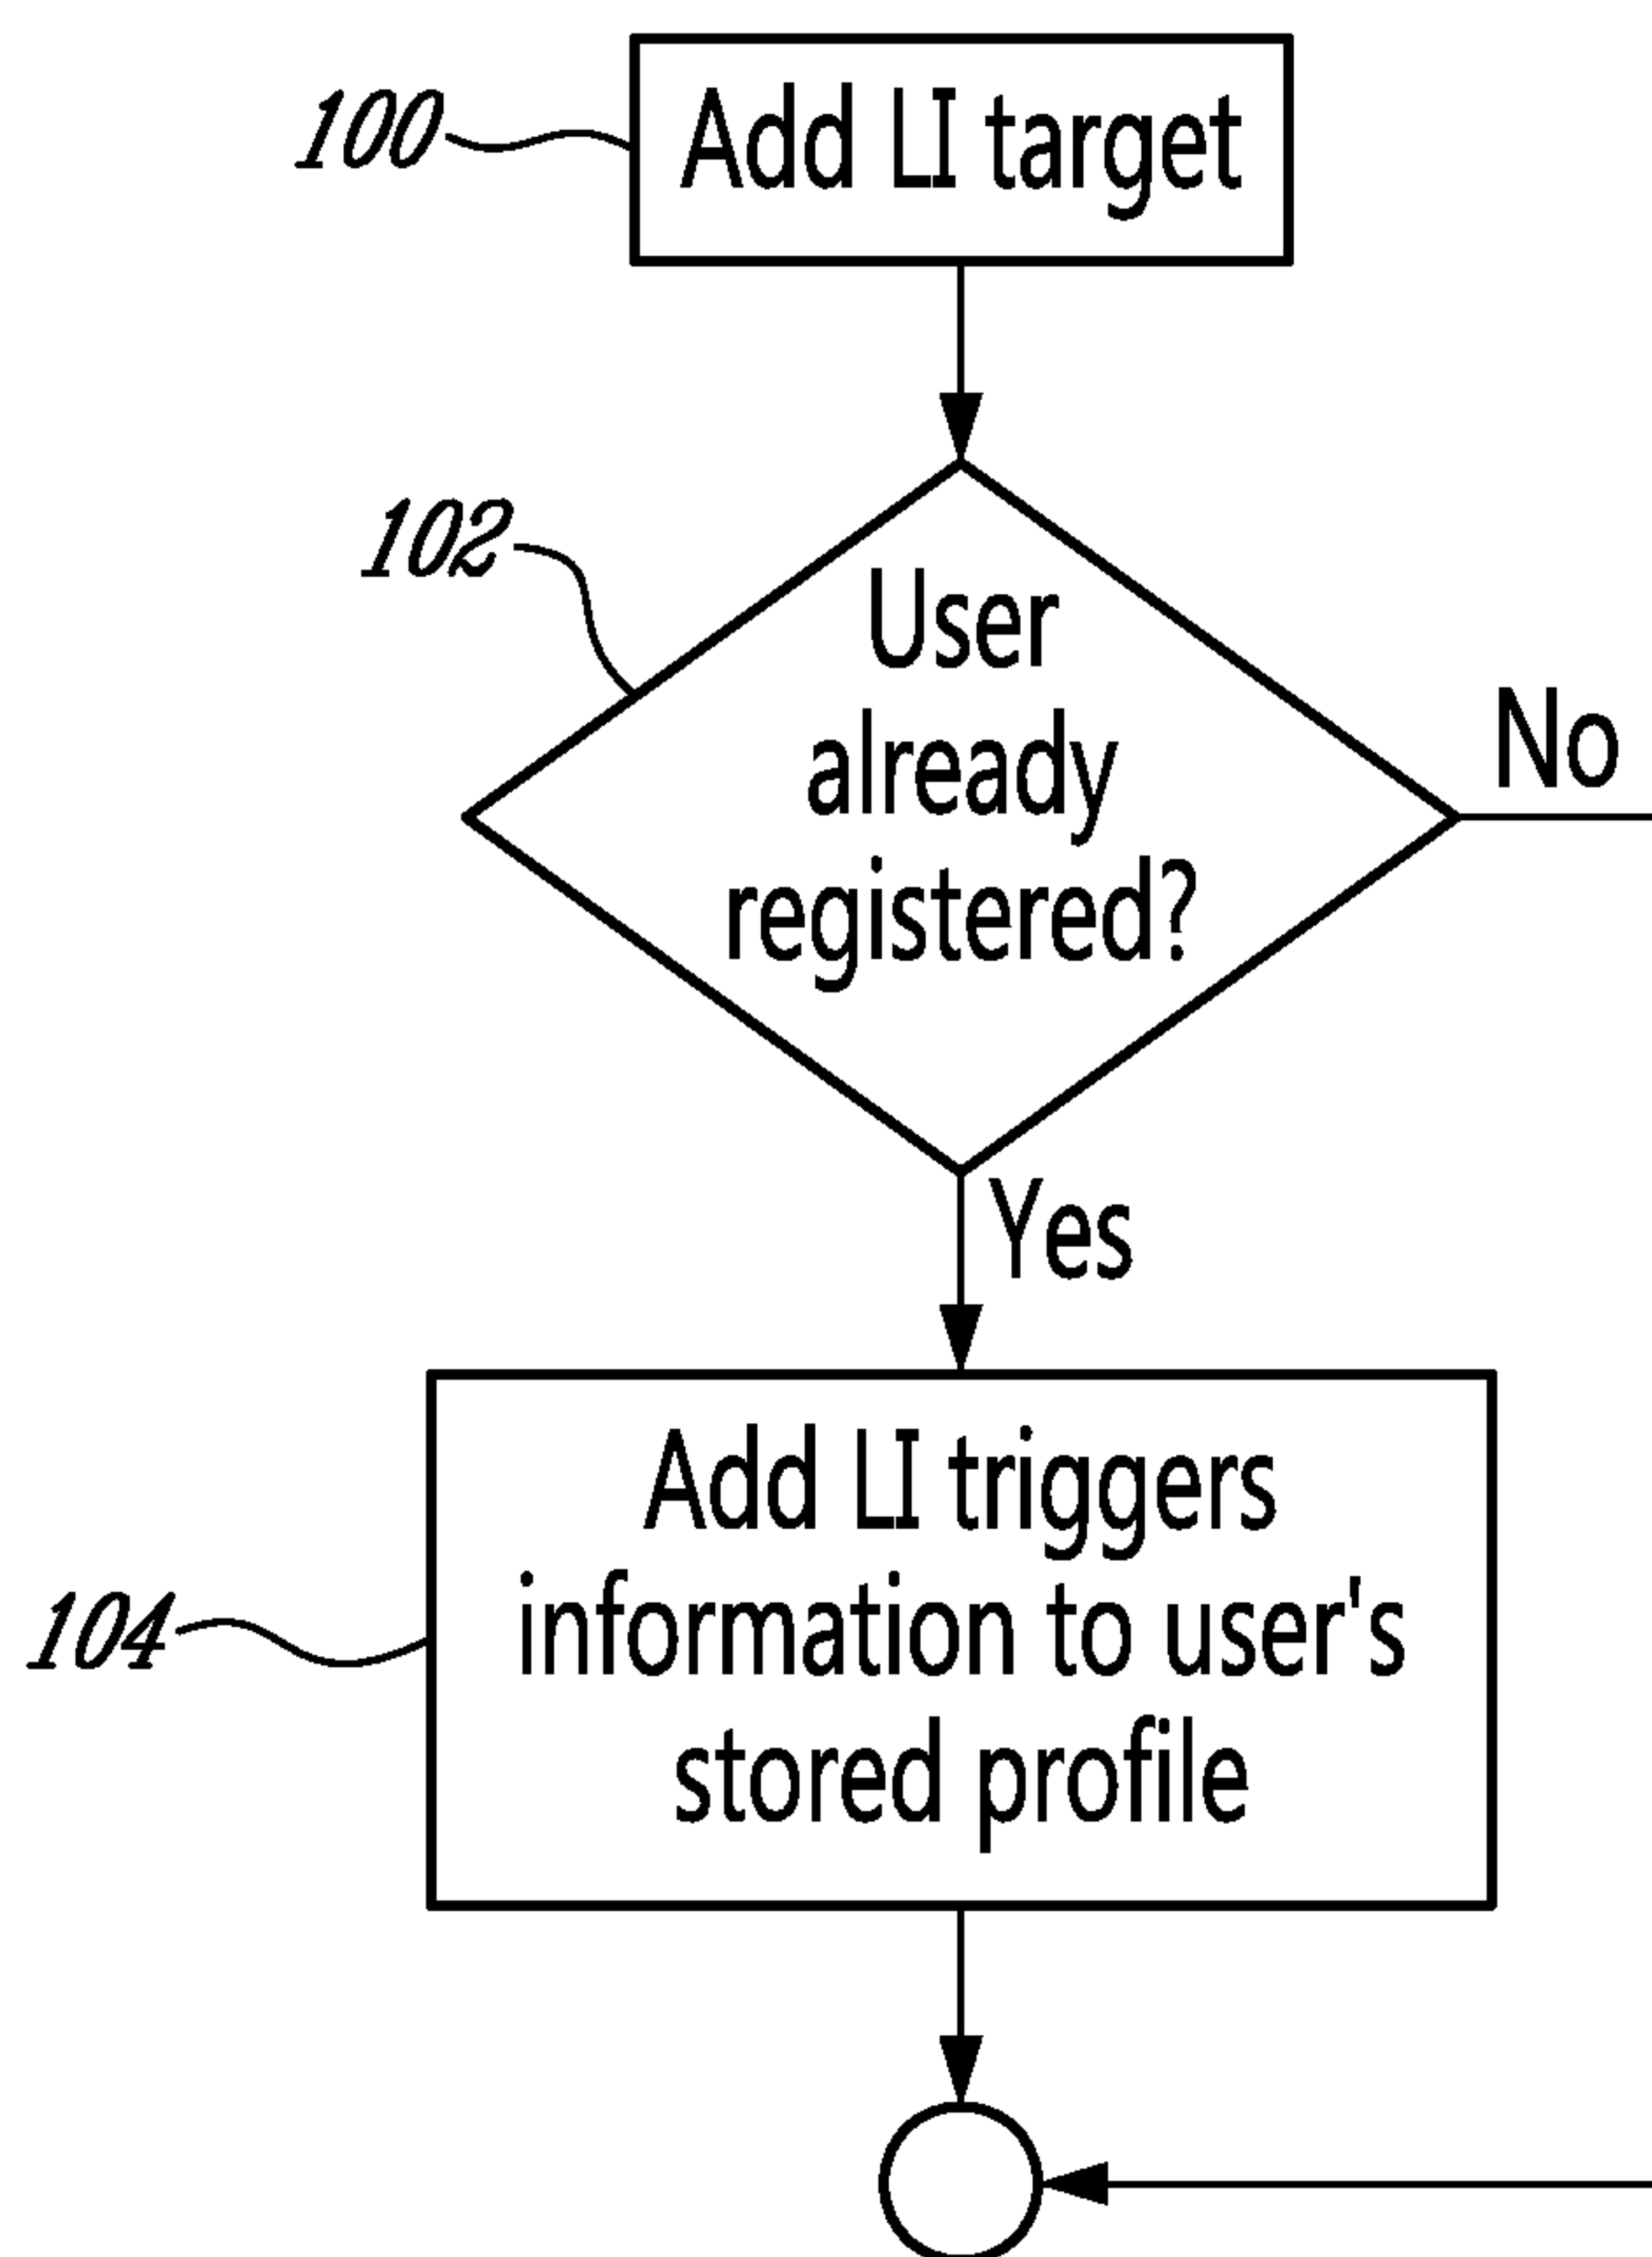 100
Add LI target
102
User
already
registered?
No
Yes
104
Add LI triggers
information to user's
stored profile